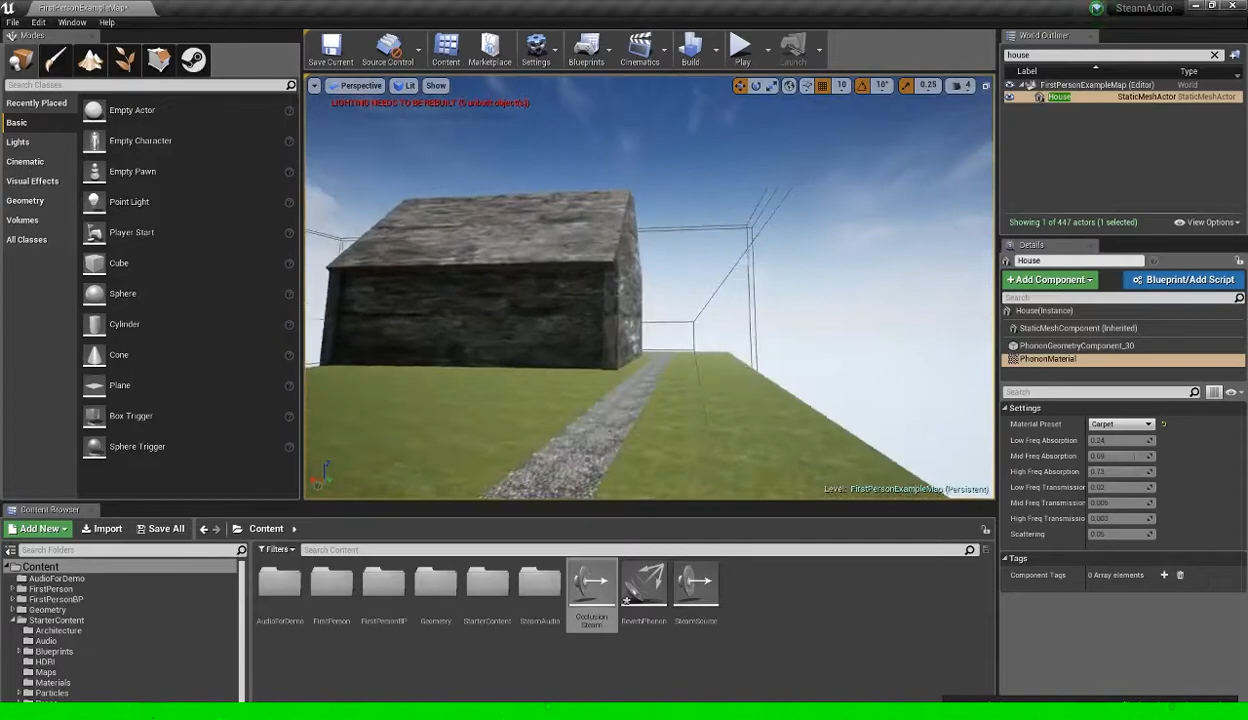 FirstPersonExampleMap*
SteamAudio
File Edit Window Help
Modes
Search Classes
Recently Placed
Basic
Lights
Cinematic
Visual Effects
Geometry
Volumes
All Classes
Empty Actor
Empty Character
Empty Pawn
Point Light
Player Start
Cube
Sphere
Cylinder
Cone
Plane
Box Trigger
Sphere Trigger
Save Current Source Control Content Marketplace Settings Blueprints Cinematics Build Play Launch
Perspective Lit Show
10 10° 0.25 4
LIGHTING NEEDS TO BE REBUILT
Level: FirstPersonExampleMap (Persistent)
World Outliner
house
Label Type
FirstPersonExampleMap (Editor) World
House StaticMeshActor StaticMeshActor
Showing 1 of 447 actors (1 selected) View Options
Details
House
+Add Component Blueprint/Add Script
Search
House(Instance)
StaticMeshComponent (Inherited)
PhononGeometryComponent_30
PhononMaterial
Search
Settings
Material Preset Carpet
Low Freq Absorption 0.24
Mid Freq Absorption 0.69
High Freq Absorption 0.73
Low Freq Transmissio 0.02
Mid Freq Transmission 0.005
High Freq Transmissio 0.003
Scattering 0.05
Tags
Component Tags 0 Array elements
Content Browser
Add New Import Save All Content
Search Folders
Filters Search Content
Content
AudioForDemo
FirstPerson
FirstPersonBP
Geometry
StarterContent
Architecture
Audio
Blueprints
HDRI
Maps
Materials
Particles
AudioForDemo FirstPerson FirstPersonBP Geometry StarterContent SteamAudio Occlusion Steam ReverbPhonon SteamSource